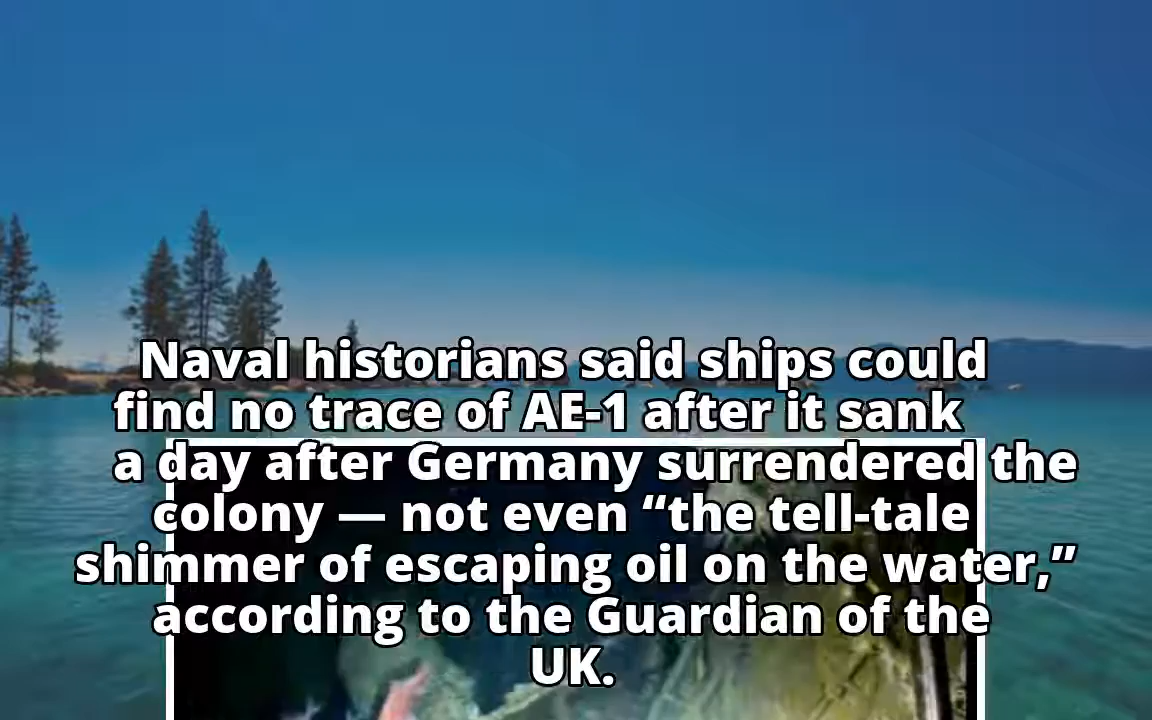 Naval historians said ships could
find no trace of AE-1 after it sank
a day after Germany surrendered the
colony — not even “the tell-tale
shimmer of escaping oil on the water,”
according to the Guardian of the
UK.